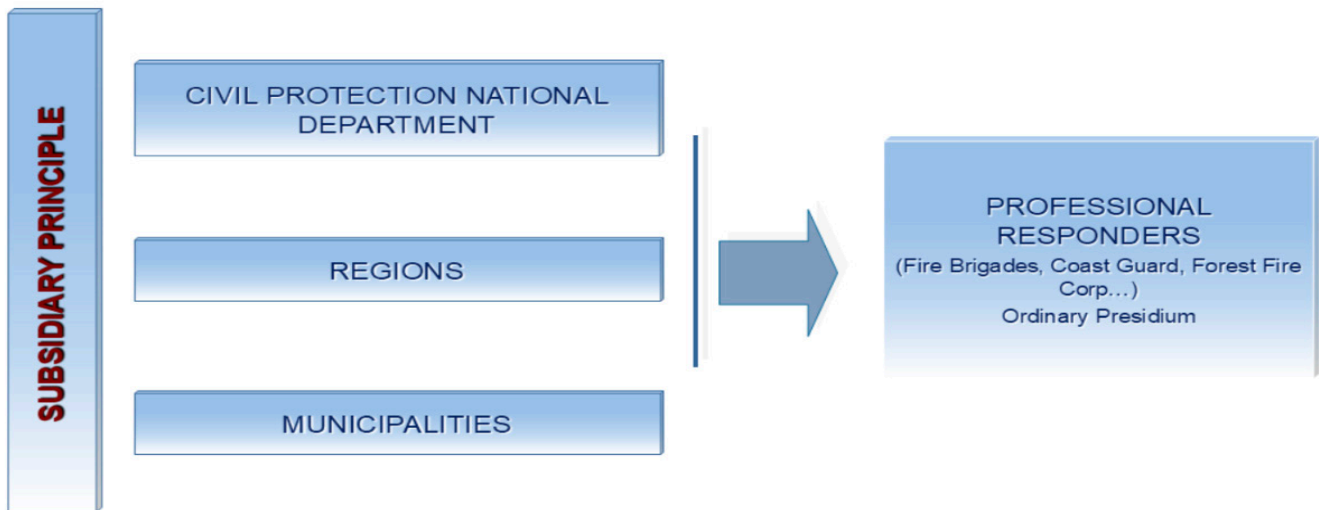 SUBSIDIARY PRINCIPLE
CIVIL PROTECTION NATIONAL
DEPARTMENT
REGIONS
MUNICIPALITIES
PROFESSIONAL
RESPONDERS
(Fire Brigades, Coast Guard, Forest Fire
Corp...)
Ordinary Presidium